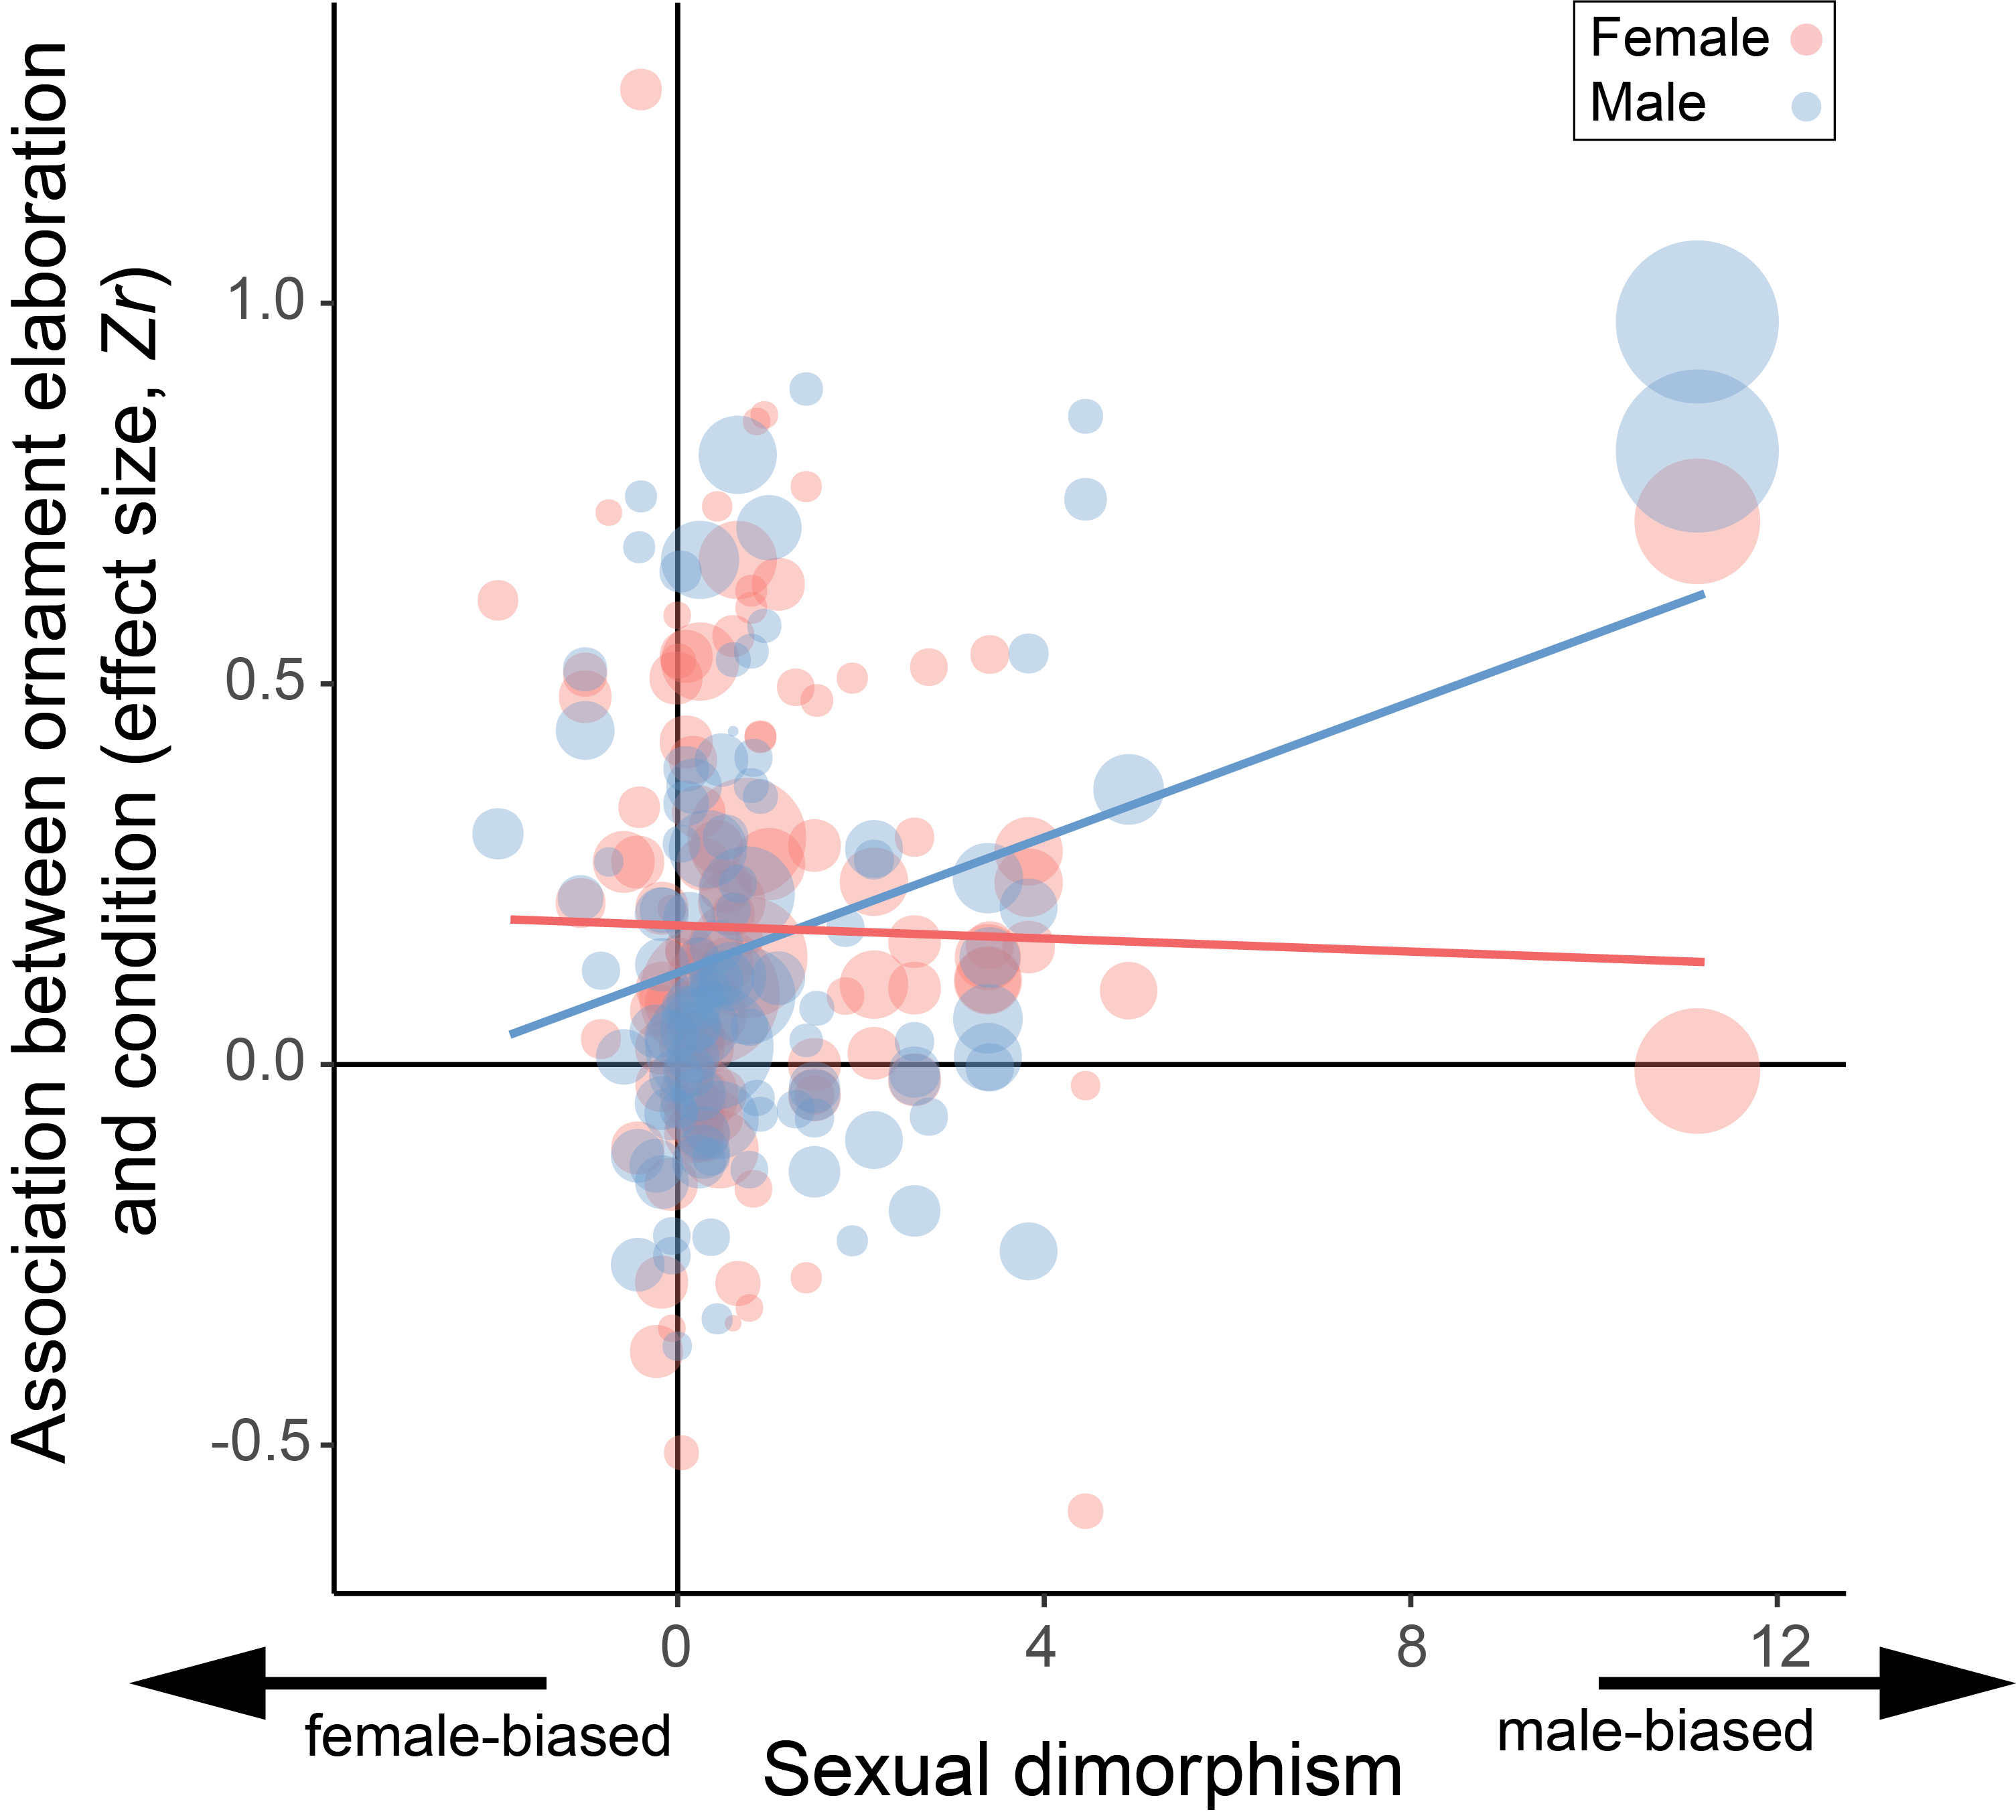 Female
Male
Association between ornament elaboration
and condition (effect size, Zr)
1.0
0.5
0.0
-0.5
0
4
8
12
female-biased
male-biased
Sexual dimorphism